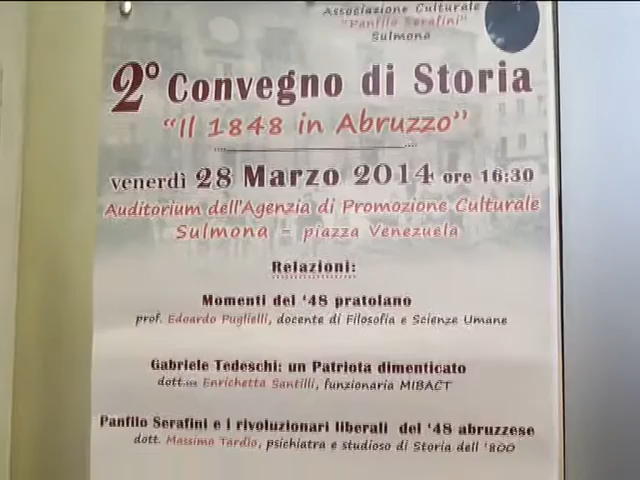 Associazione Culturale
"Panfilo Serafini"
Sulmona
2° Convegno di Storia
"Il 1848 in Abruzzo"
venerdì 28 Marzo 2014 ore 16:30
Auditorium dell'Agenzia di Promozione Culturale
Sulmona - piazza Venezuela
Relazioni:
Momenti del '48 pratolano
prof. Edoardo Puglielli, docente di Filosofia e Scienze Umane
Gabriele Tedeschi: un Patriota dimenticato
dott.ssa Enrichetta Santilli, funzionaria MIBACT
Panfilo Serafini e i rivoluzionari liberali del '48 abruzzese
dott. Massimo Tardio, psichiatra e studioso di Storia dell '800